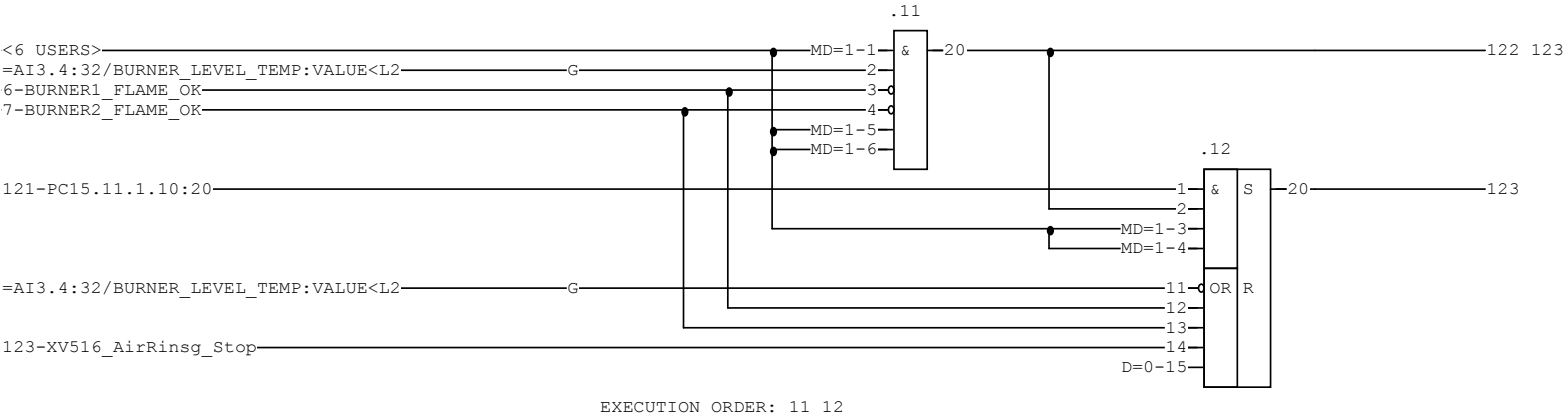 .11
<6 USERS> MD=1-1 & 20 122 123
=AI3.4:32/BURNER_LEVEL_TEMP:VALUE<L2 G 2
6-BURNER1_FLAME_OK 3
7-BURNER2_FLAME_OK 4
MD=1-5
MD=1-6
.12
121-PC15.11.1.10:20 1 & S 20 123
2
MD=1-3
MD=1-4
=AI3.4:32/BURNER_LEVEL_TEMP:VALUE<L2 G 11 OR R
12
13
123-XV516_AirRinsg_Stop 14
D=0-15
EXECUTION ORDER: 11 12